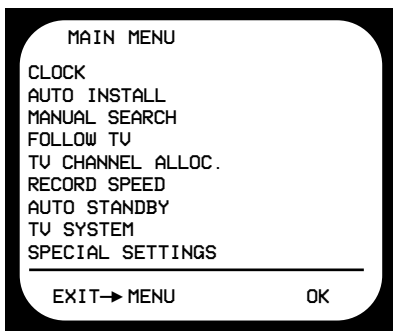 MAIN MENU
CLOCK
AUTO INSTALL
MANUAL SEARCH
FOLLOW TV
TV CHANNEL ALLOC.
RECORD SPEED
AUTO STANDBY
TV SYSTEM
SPECIAL SETTINGS
EXIT→MENU OK